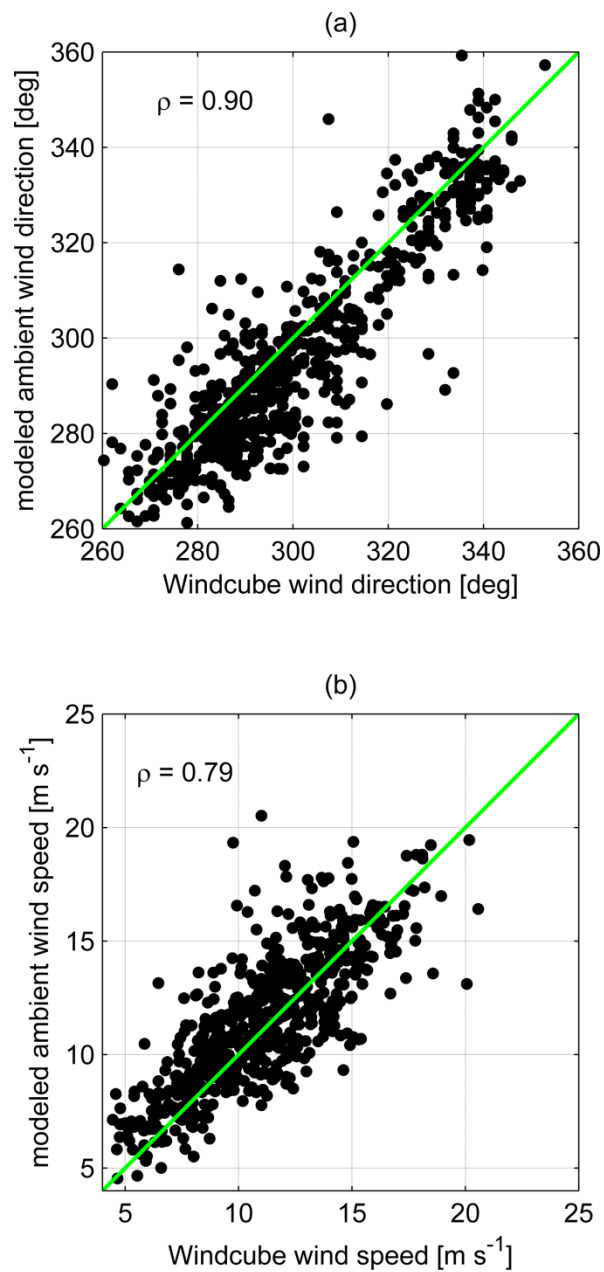 (a)
360
ρ = 0.90
340
320
300
280
260
modeled ambient wind direction [deg]
260 280 300 320 340 360
Windcube wind direction [deg]
(b)
25
ρ = 0.79
20
15
10
5
modeled ambient wind speed [m s⁻¹]
5 10 15 20 25
Windcube wind speed [m s⁻¹]